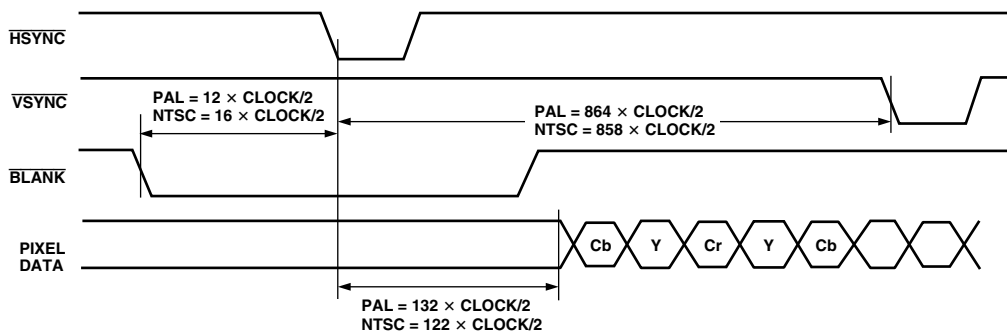 HSYNC
VSYNC
PAL = 12 × CLOCK/2
NTSC = 16 × CLOCK/2
PAL = 864 × CLOCK/2
NTSC = 858 × CLOCK/2
BLANK
PIXEL
DATA
Cb Y Cr Y Cb
PAL = 132 × CLOCK/2
NTSC = 122 × CLOCK/2